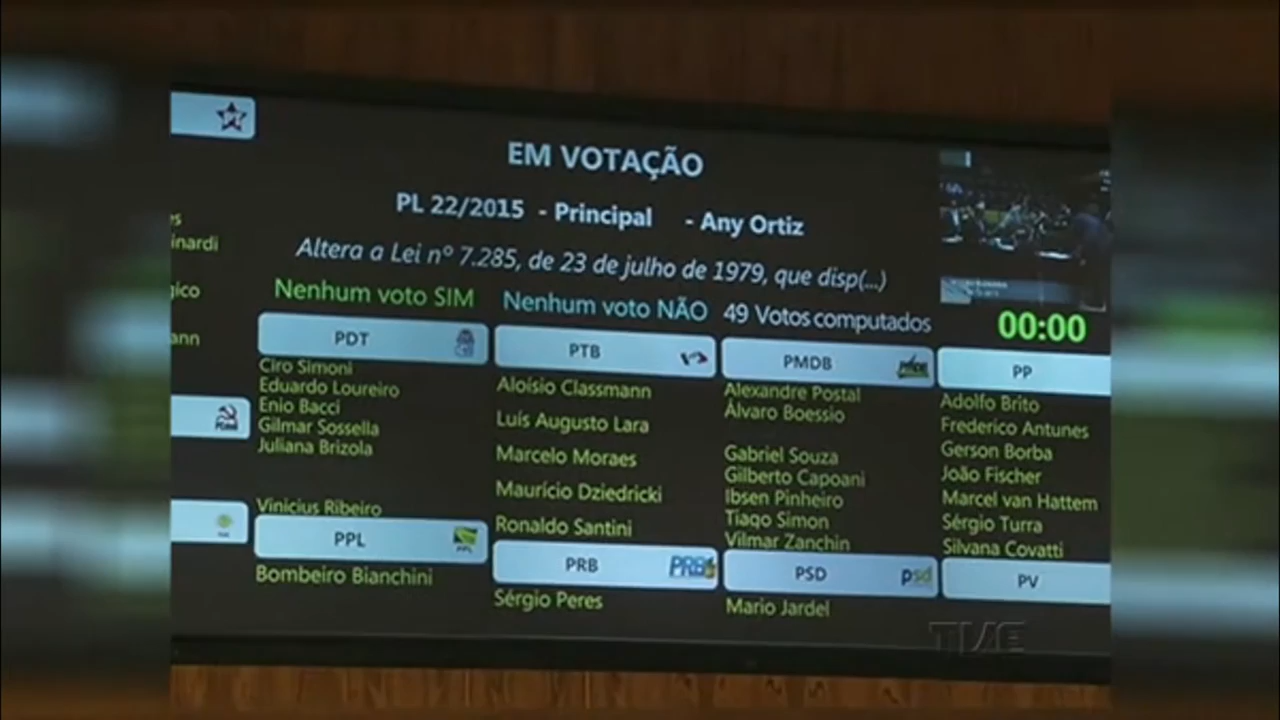 EM VOTAÇÃO
PL 22/2015 - Principal - Any Ortiz
Altera a Lei nº 7.285, de 23 de julho de 1979, que disp(...)
Nenhum voto SIM Nenhum voto NÃO 49 Votos computados
00:00
inardi
ann
PDT
Ciro Simoni
Eduardo Loureiro
Enio Bacci
Gilmar Sossella
Juliana Brizola
Vinicius Ribeiro
PPL
PPL
Bombeiro Bianchini
PTB
Aloísio Classmann
Luís Augusto Lara
Marcelo Moraes
Maurício Dziedricki
Ronaldo Santini
PRB
PRB
Sérgio Peres
PMDB
Alexandre Postal
Álvaro Boessio
Gabriel Souza
Gilberto Capoani
Ibsen Pinheiro
Tiago Simon
Vilmar Zanchin
PSD
psd
Mario Jardel
PP
Adolfo Brito
Frederico Antunes
Gerson Borba
João Fischer
Marcel van Hattem
Sérgio Turra
Silvana Covatti
PV
TVE